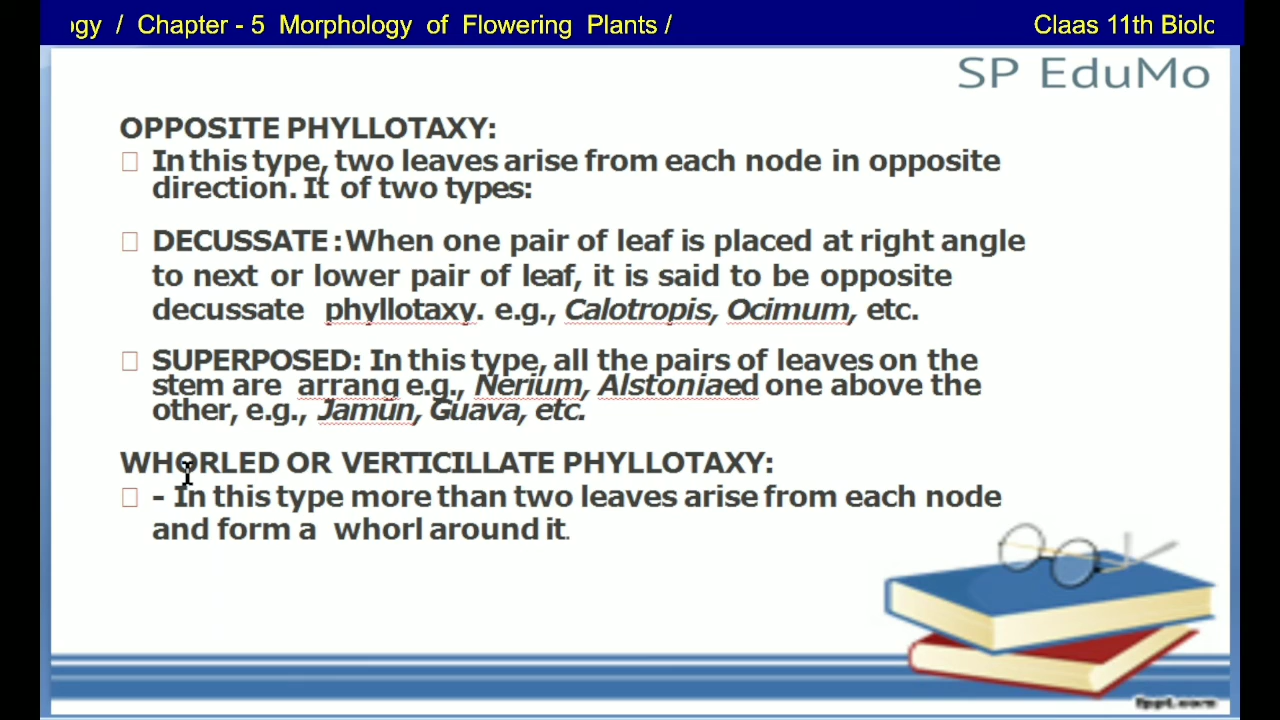 ogy / Chapter - 5 Morphology of Flowering Plants / Claas 11th Biolo
SP EduMo
OPPOSITE PHYLLOTAXY:
In this type, two leaves arise from each node in opposite
direction. It of two types:
DECUSSATE : When one pair of leaf is placed at right angle
to next or lower pair of leaf, it is said to be opposite
decussate phyllotaxy. e.g., Calotropis, Ocimum, etc.
SUPERPOSED: In this type, all the pairs of leaves on the
stem are arrang e.g., Nerium, Alstoniaed one above the
other, e.g., Jamun, Guava, etc.
WHORLED OR VERTICILLATE PHYLLOTAXY:
- In this type more than two leaves arise from each node
and form a whorl around it.
fppt.com